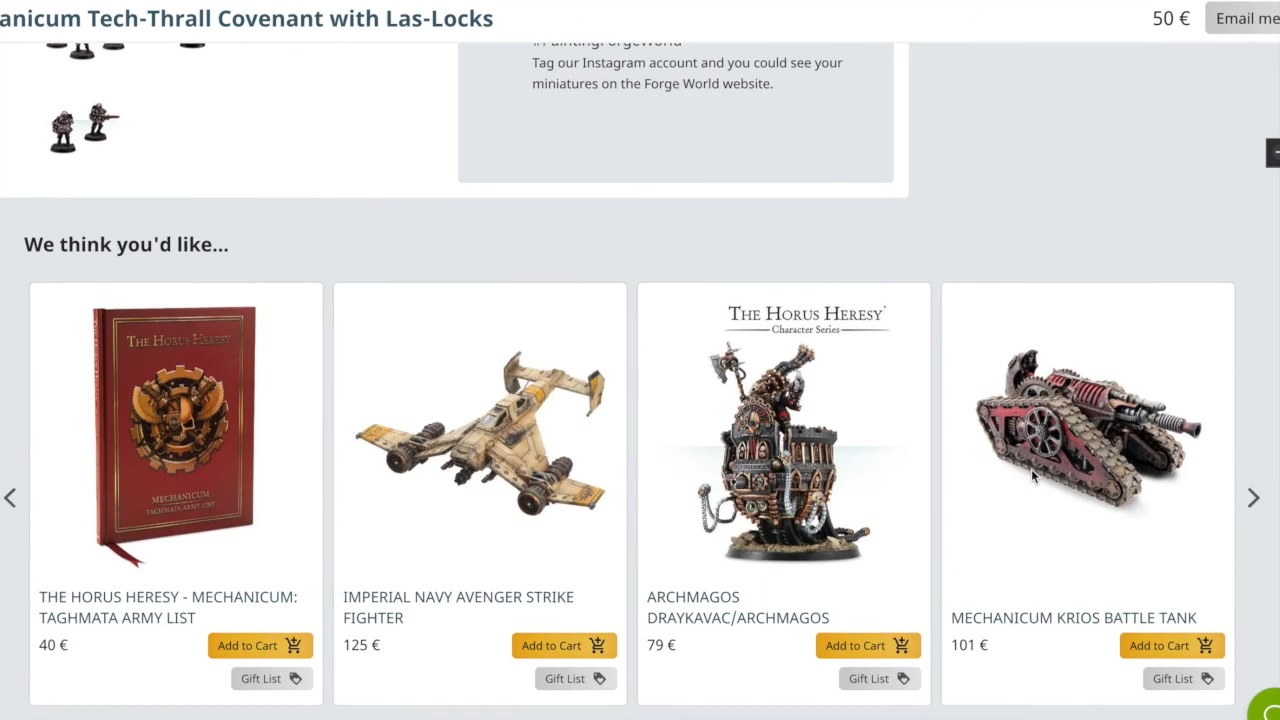 anicum Tech-Thrall Covenant with Las-Locks
50 €
Email me
#PaintingForgeWorld
Tag our Instagram account and you could see your
miniatures on the Forge World website.
We think you'd like...
THE HORUS HERESY
MECHANICUM
TAGHMATA ARMY LIST
THE HORUS HERESY
Character Series
THE HORUS HERESY - MECHANICUM:
TAGHMATA ARMY LIST
40 €
Add to Cart
Gift List
IMPERIAL NAVY AVENGER STRIKE
FIGHTER
125 €
Add to Cart
Gift List
ARCHMAGOS
DRAYKAVAC/ARCHMAGOS
79 €
Add to Cart
Gift List
MECHANICUM KRIOS BATTLE TANK
101 €
Add to Cart
Gift List